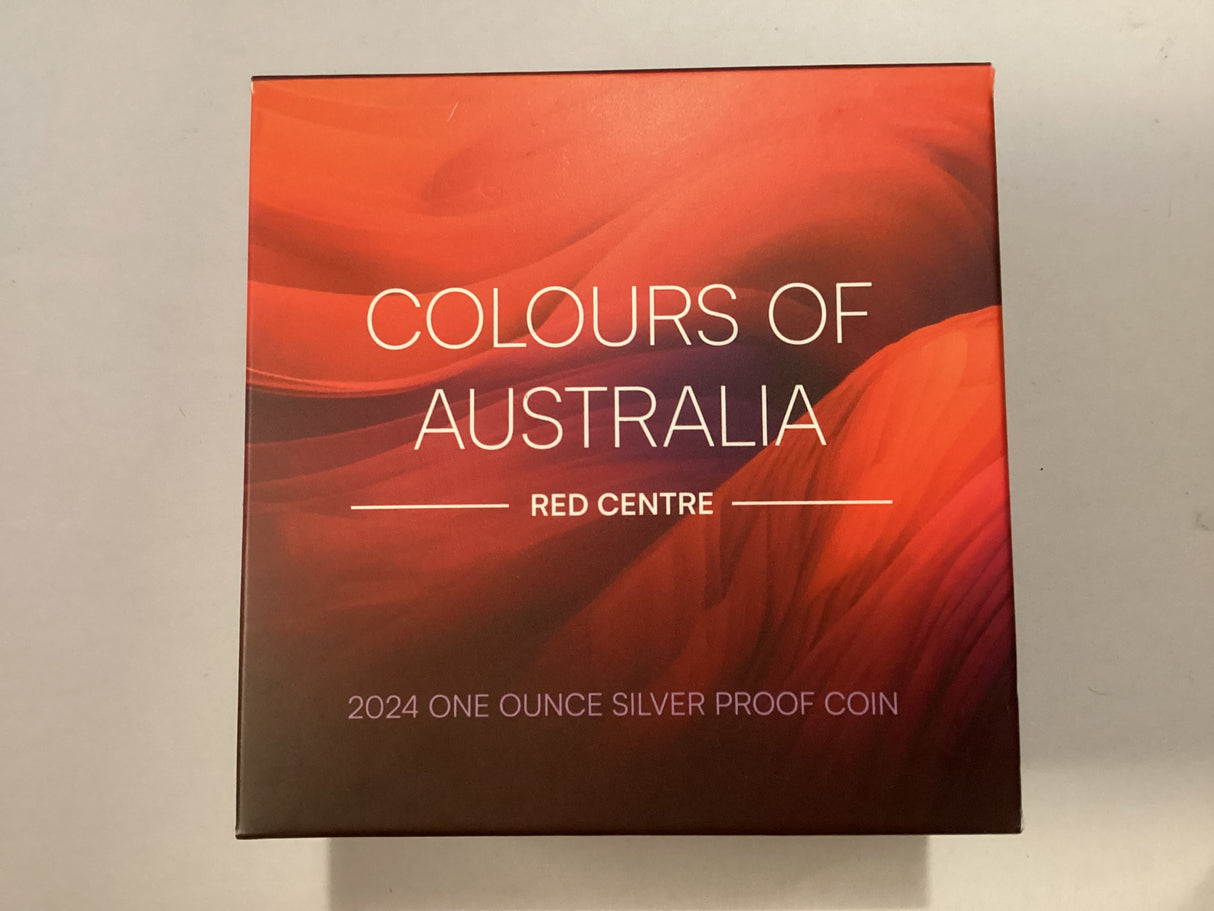 COLOURS OF
AUSTRALIA
RED CENTRE
2024 ONE OUNCE SILVER PROOF COIN